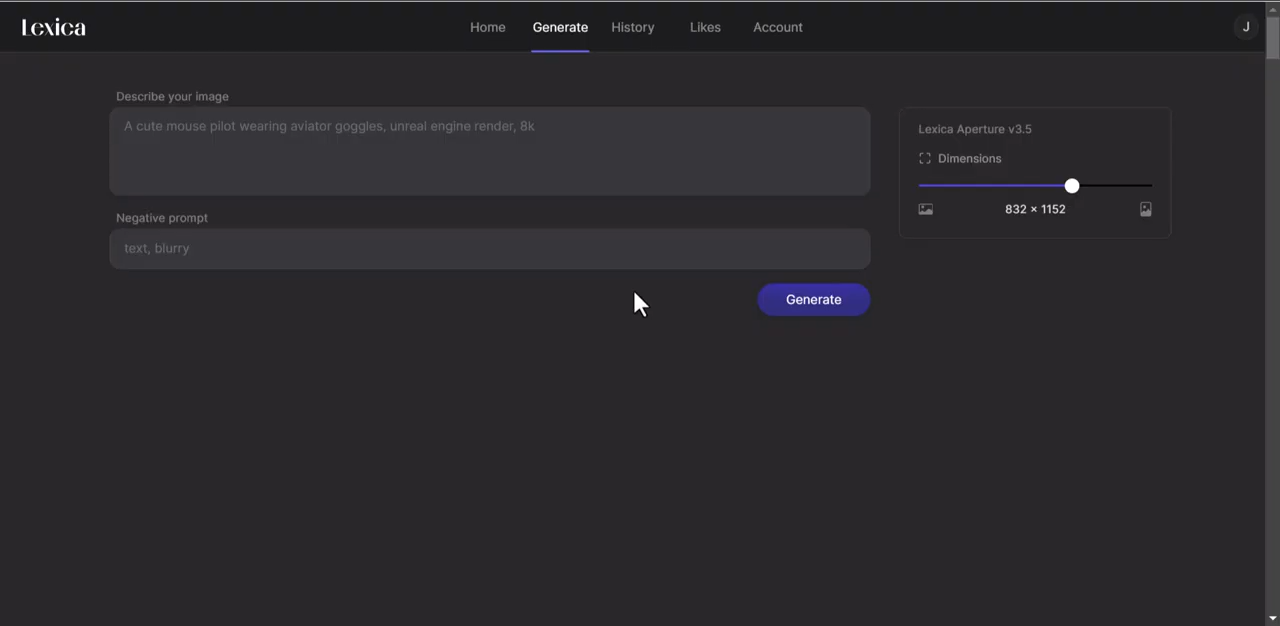 Lexica
Home Generate History Likes Account
J
Describe your image
A cute mouse pilot wearing aviator goggles, unreal engine render, 8k
Negative prompt
text, blurry
Generate
Lexica Aperture v3.5
Dimensions
832 × 1152